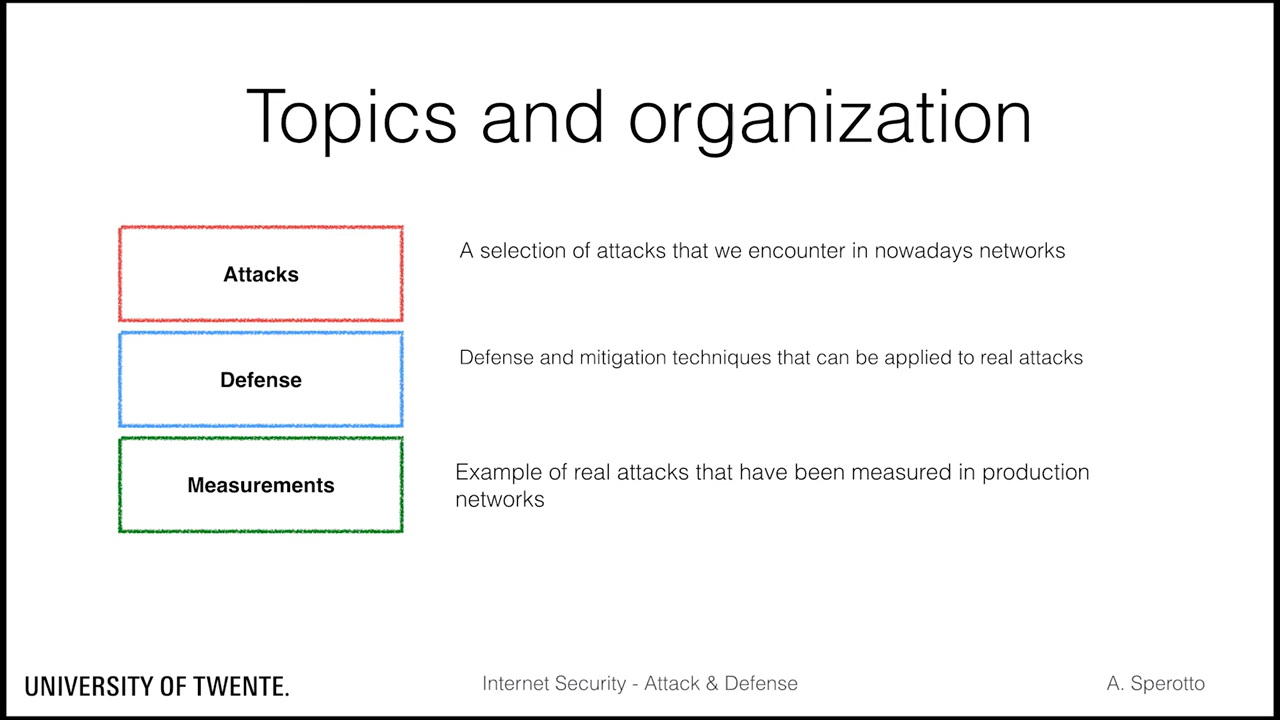 Topics and organization
Attacks
A selection of attacks that we encounter in nowadays networks
Defense
Defense and mitigation techniques that can be applied to real attacks
Measurements
Example of real attacks that have been measured in production
networks
UNIVERSITY OF TWENTE.
Internet Security - Attack & Defense
A. Sperotto